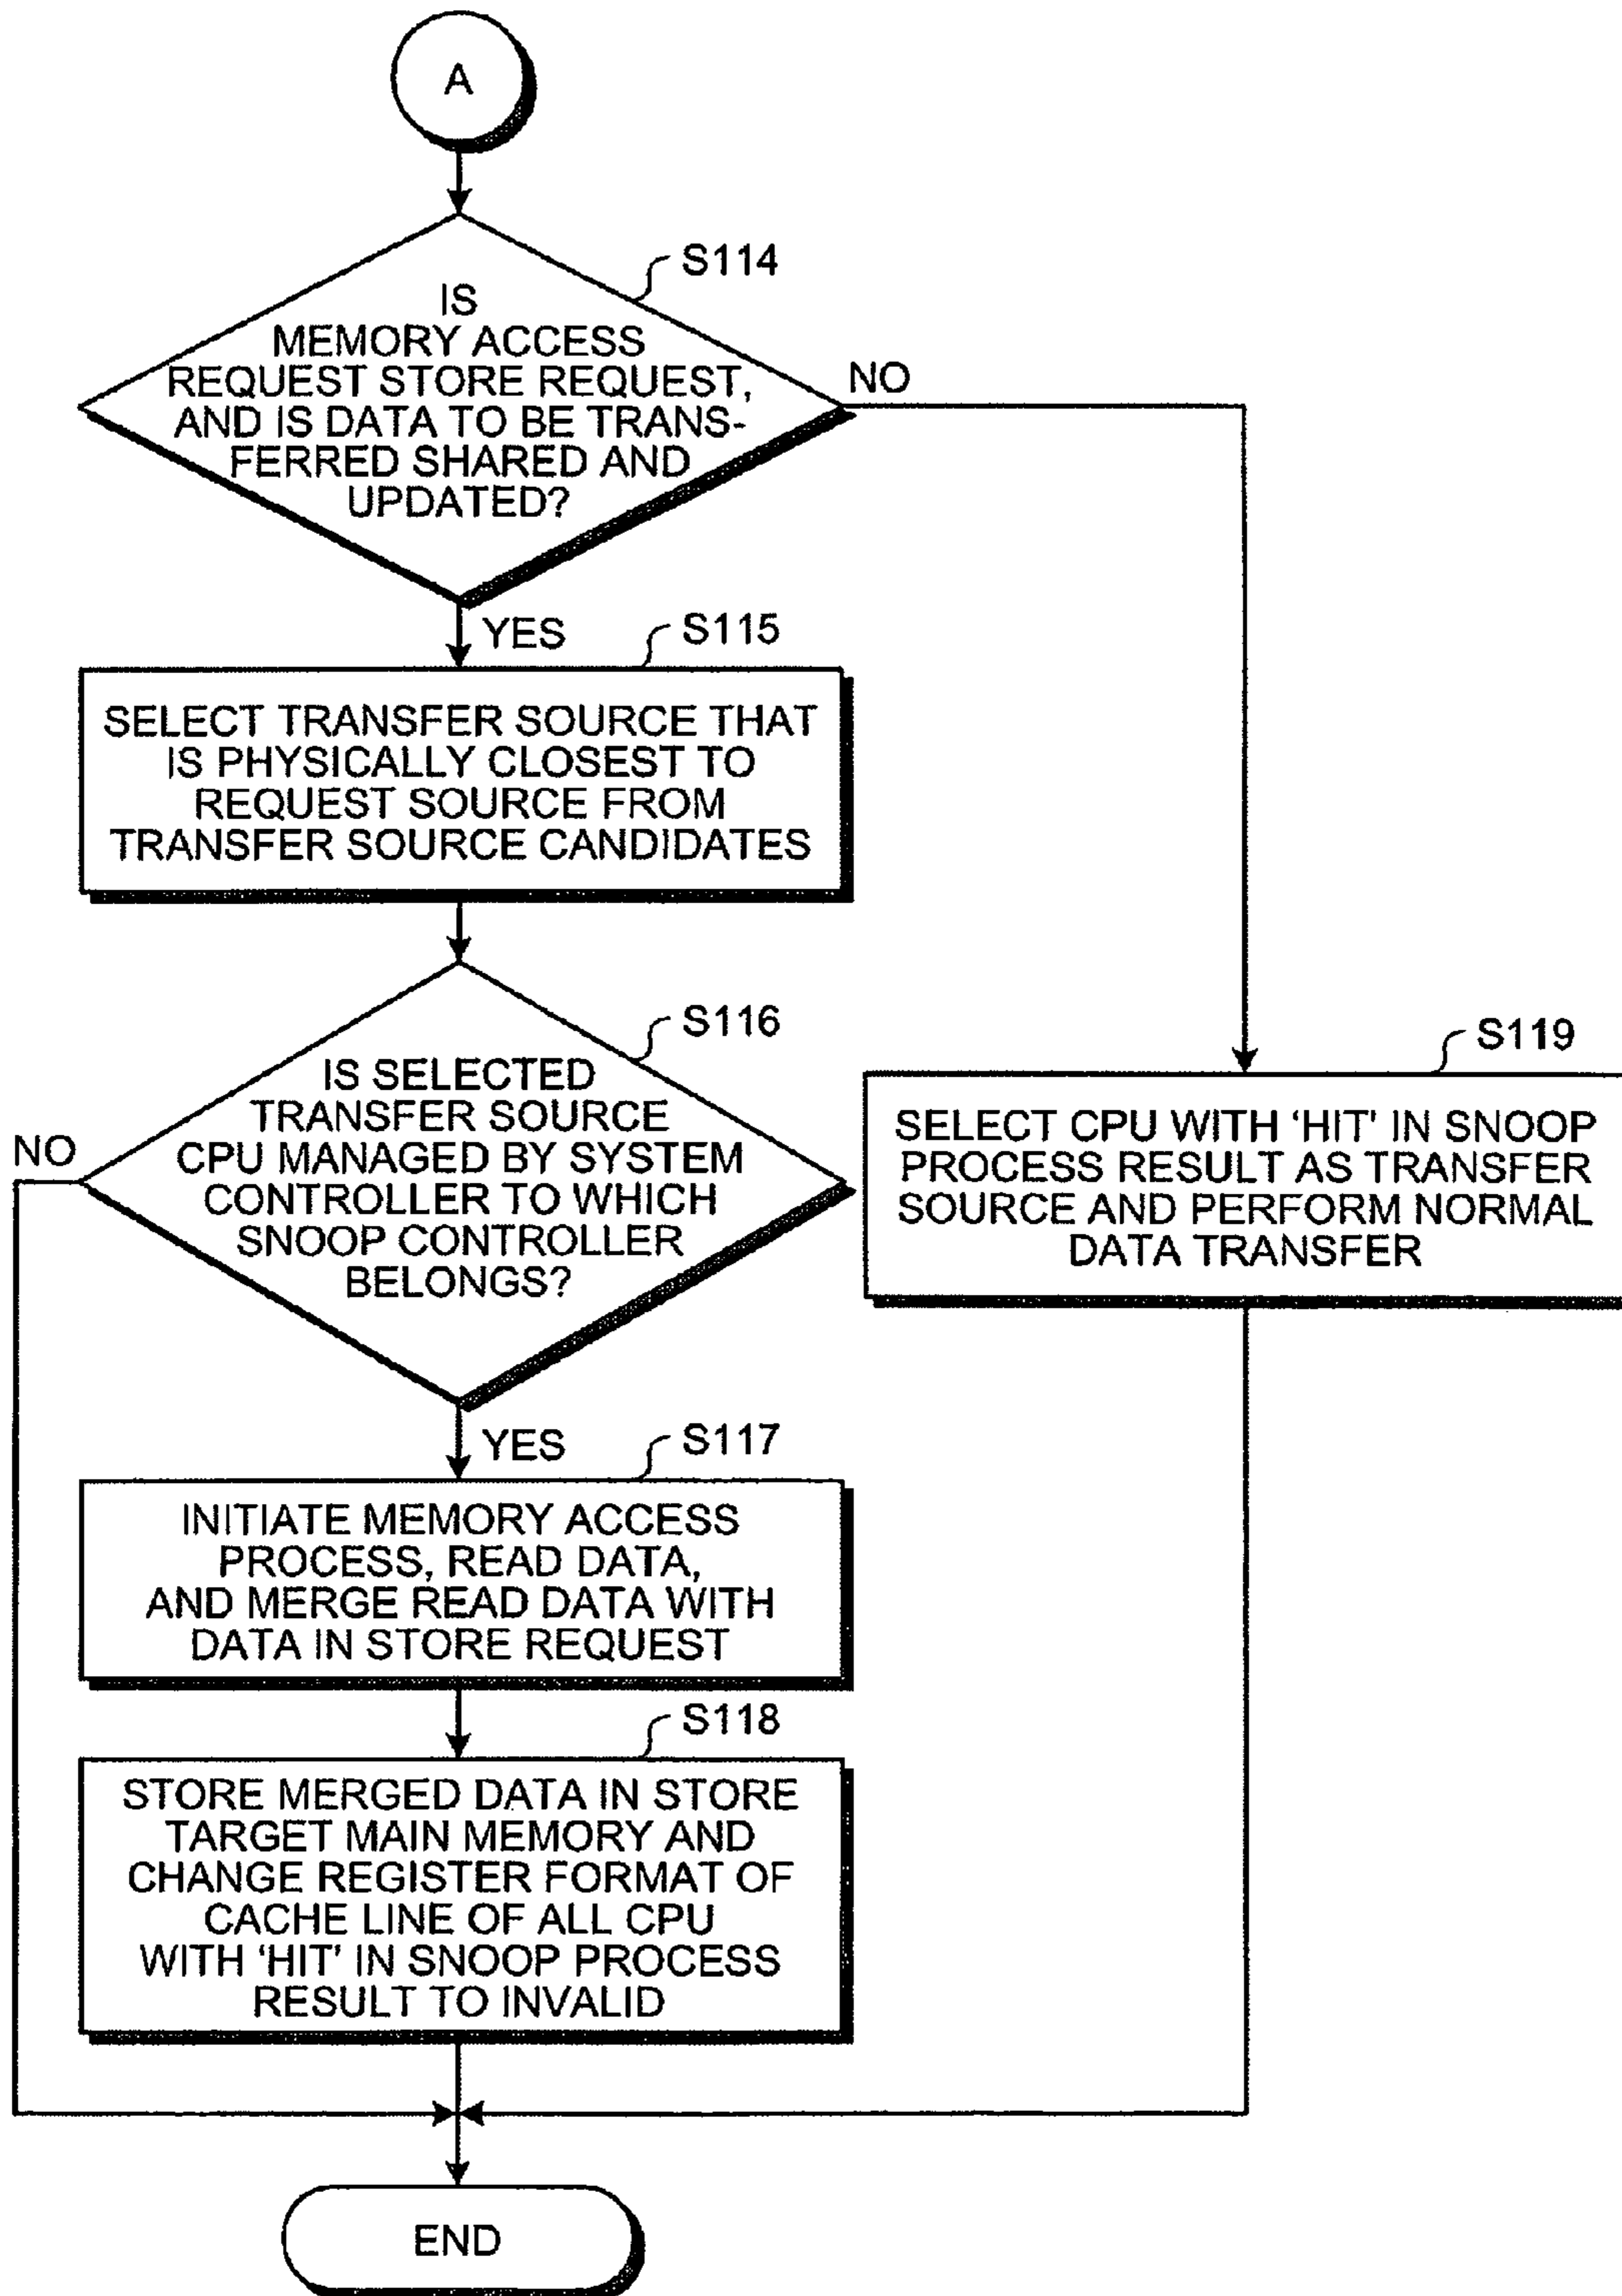 A
S114
IS
MEMORY ACCESS
REQUEST STORE REQUEST,
AND IS DATA TO BE TRANS-
FERRED SHARED AND
UPDATED?
NO
YES
S115
SELECT TRANSFER SOURCE THAT
IS PHYSICALLY CLOSEST TO
REQUEST SOURCE FROM
TRANSFER SOURCE CANDIDATES
S116
IS SELECTED
TRANSFER SOURCE
CPU MANAGED BY SYSTEM
CONTROLLER TO WHICH
SNOOP CONTROLLER
BELONGS?
NO
S119
SELECT CPU WITH ‘HIT’ IN SNOOP
PROCESS RESULT AS TRANSFER
SOURCE AND PERFORM NORMAL
DATA TRANSFER
YES
S117
INITIATE MEMORY ACCESS
PROCESS, READ DATA,
AND MERGE READ DATA WITH
DATA IN STORE REQUEST
S118
STORE MERGED DATA IN STORE
TARGET MAIN MEMORY AND
CHANGE REGISTER FORMAT OF
CACHE LINE OF ALL CPU
WITH ‘HIT’ IN SNOOP PROCESS
RESULT TO INVALID
END